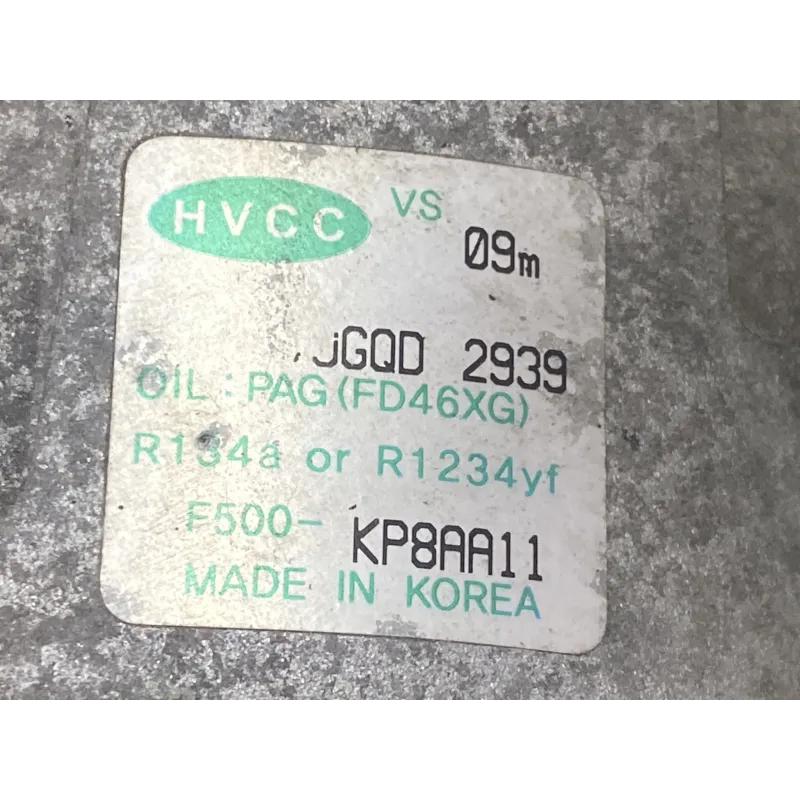 HVCC VS
09m
JGQD 2939
OIL : PAG (FD46XG)
R134a or R1234yf
F500- KP8AA11
MADE IN KOREA